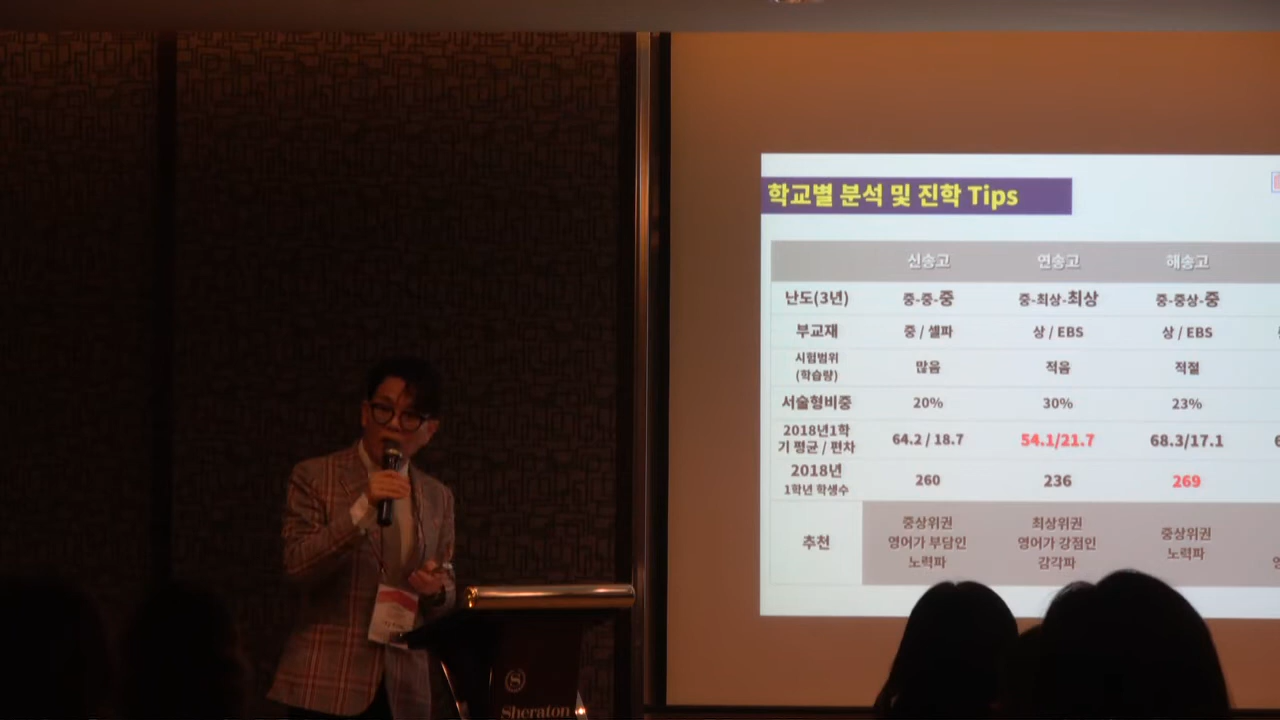 학교별 분석 및 진학 Tips
신송고 연송고 해송고
난도(3년) 중-중-중 중-최상-최상 중-중상-중
부교재 중 / 셀파 상 / EBS 상 / EBS
시험범위
(학습량) 많음 적음 적절
서술형비중 20% 30% 23%
2018년1학
기 평균 / 편차 64.2 / 18.7 54.1/21.7 68.3/17.1
2018년
1학년 학생수 260 236 269
추천
중상위권
영어가 부담인
노력파
최상위권
영어가 강점인
감각파
중상위권
노력파
Sheraton